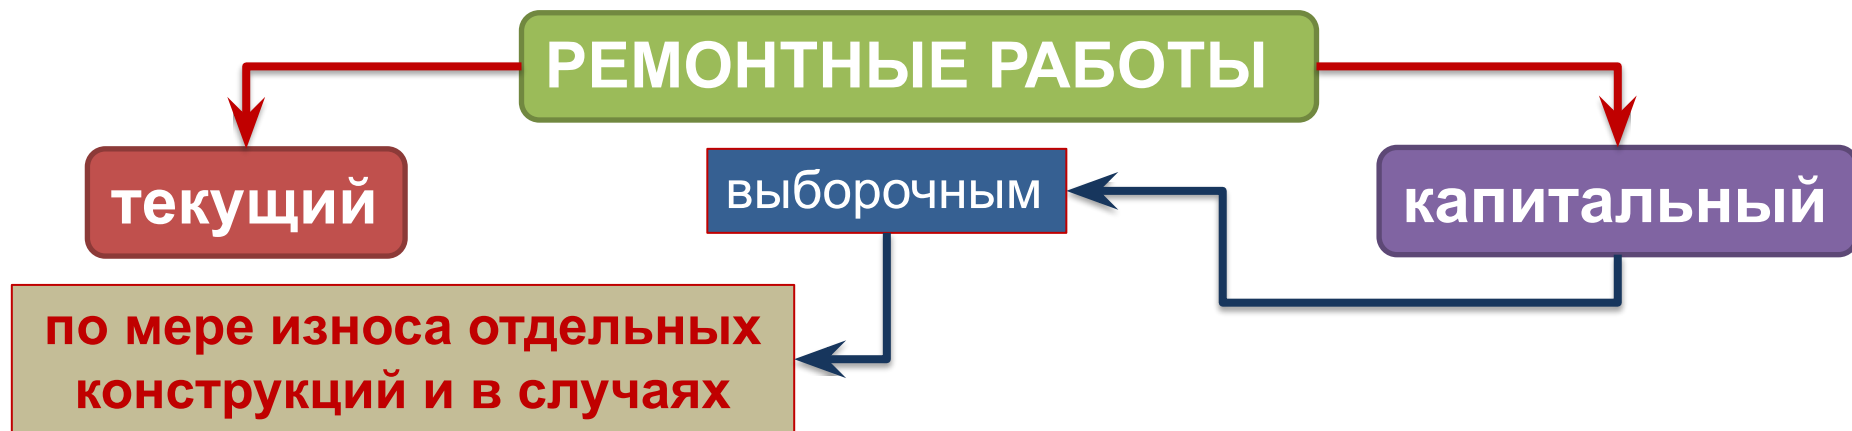 РЕМОНТНЫЕ РАБОТЫ
текущий
выборочным
капитальный
по мере износа отдельных
конструкций и в случаях